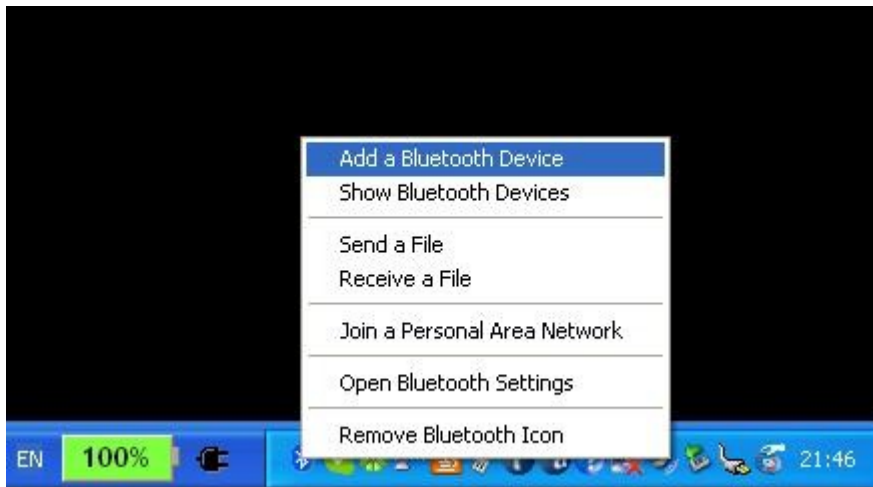 Add a Bluetooth Device
Show Bluetooth Devices
Send a File
Receive a File
Join a Personal Area Network
Open Bluetooth Settings
Remove Bluetooth Icon
EN 100% 21:46